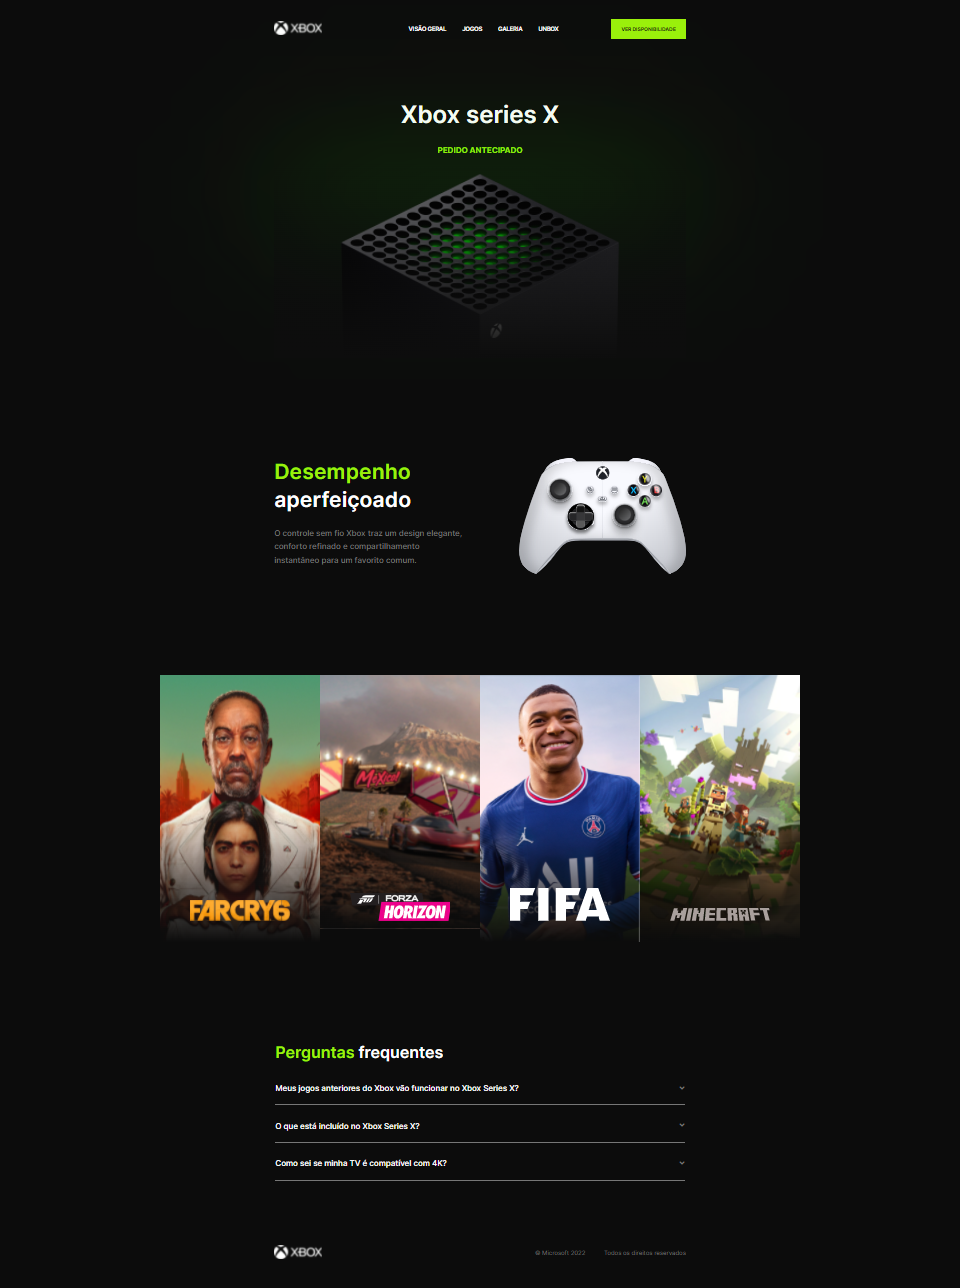 XBOX
VISÃO GERAL
JOGOS
GALERIA
UNBOX
VER DISPONIBILIDADE
Xbox series X
PEDIDO ANTECIPADO
Desempenho
aperfeiçoado
O controle sem fio Xbox traz um design elegante,
conforto refinado e compartilhamento
instantâneo para um favorito comum.
Y
X
B
A
México!
PARIS
FARCRY6
FORZA
HORIZON
FIFA
MINECRAFT
Perguntas frequentes
Meus jogos anteriores do Xbox vão funcionar no Xbox Series X?
O que está incluído no Xbox Series X?
Como sei se minha TV é compatível com 4K?
XBOX
© Microsoft 2022
Todos os direitos reservados